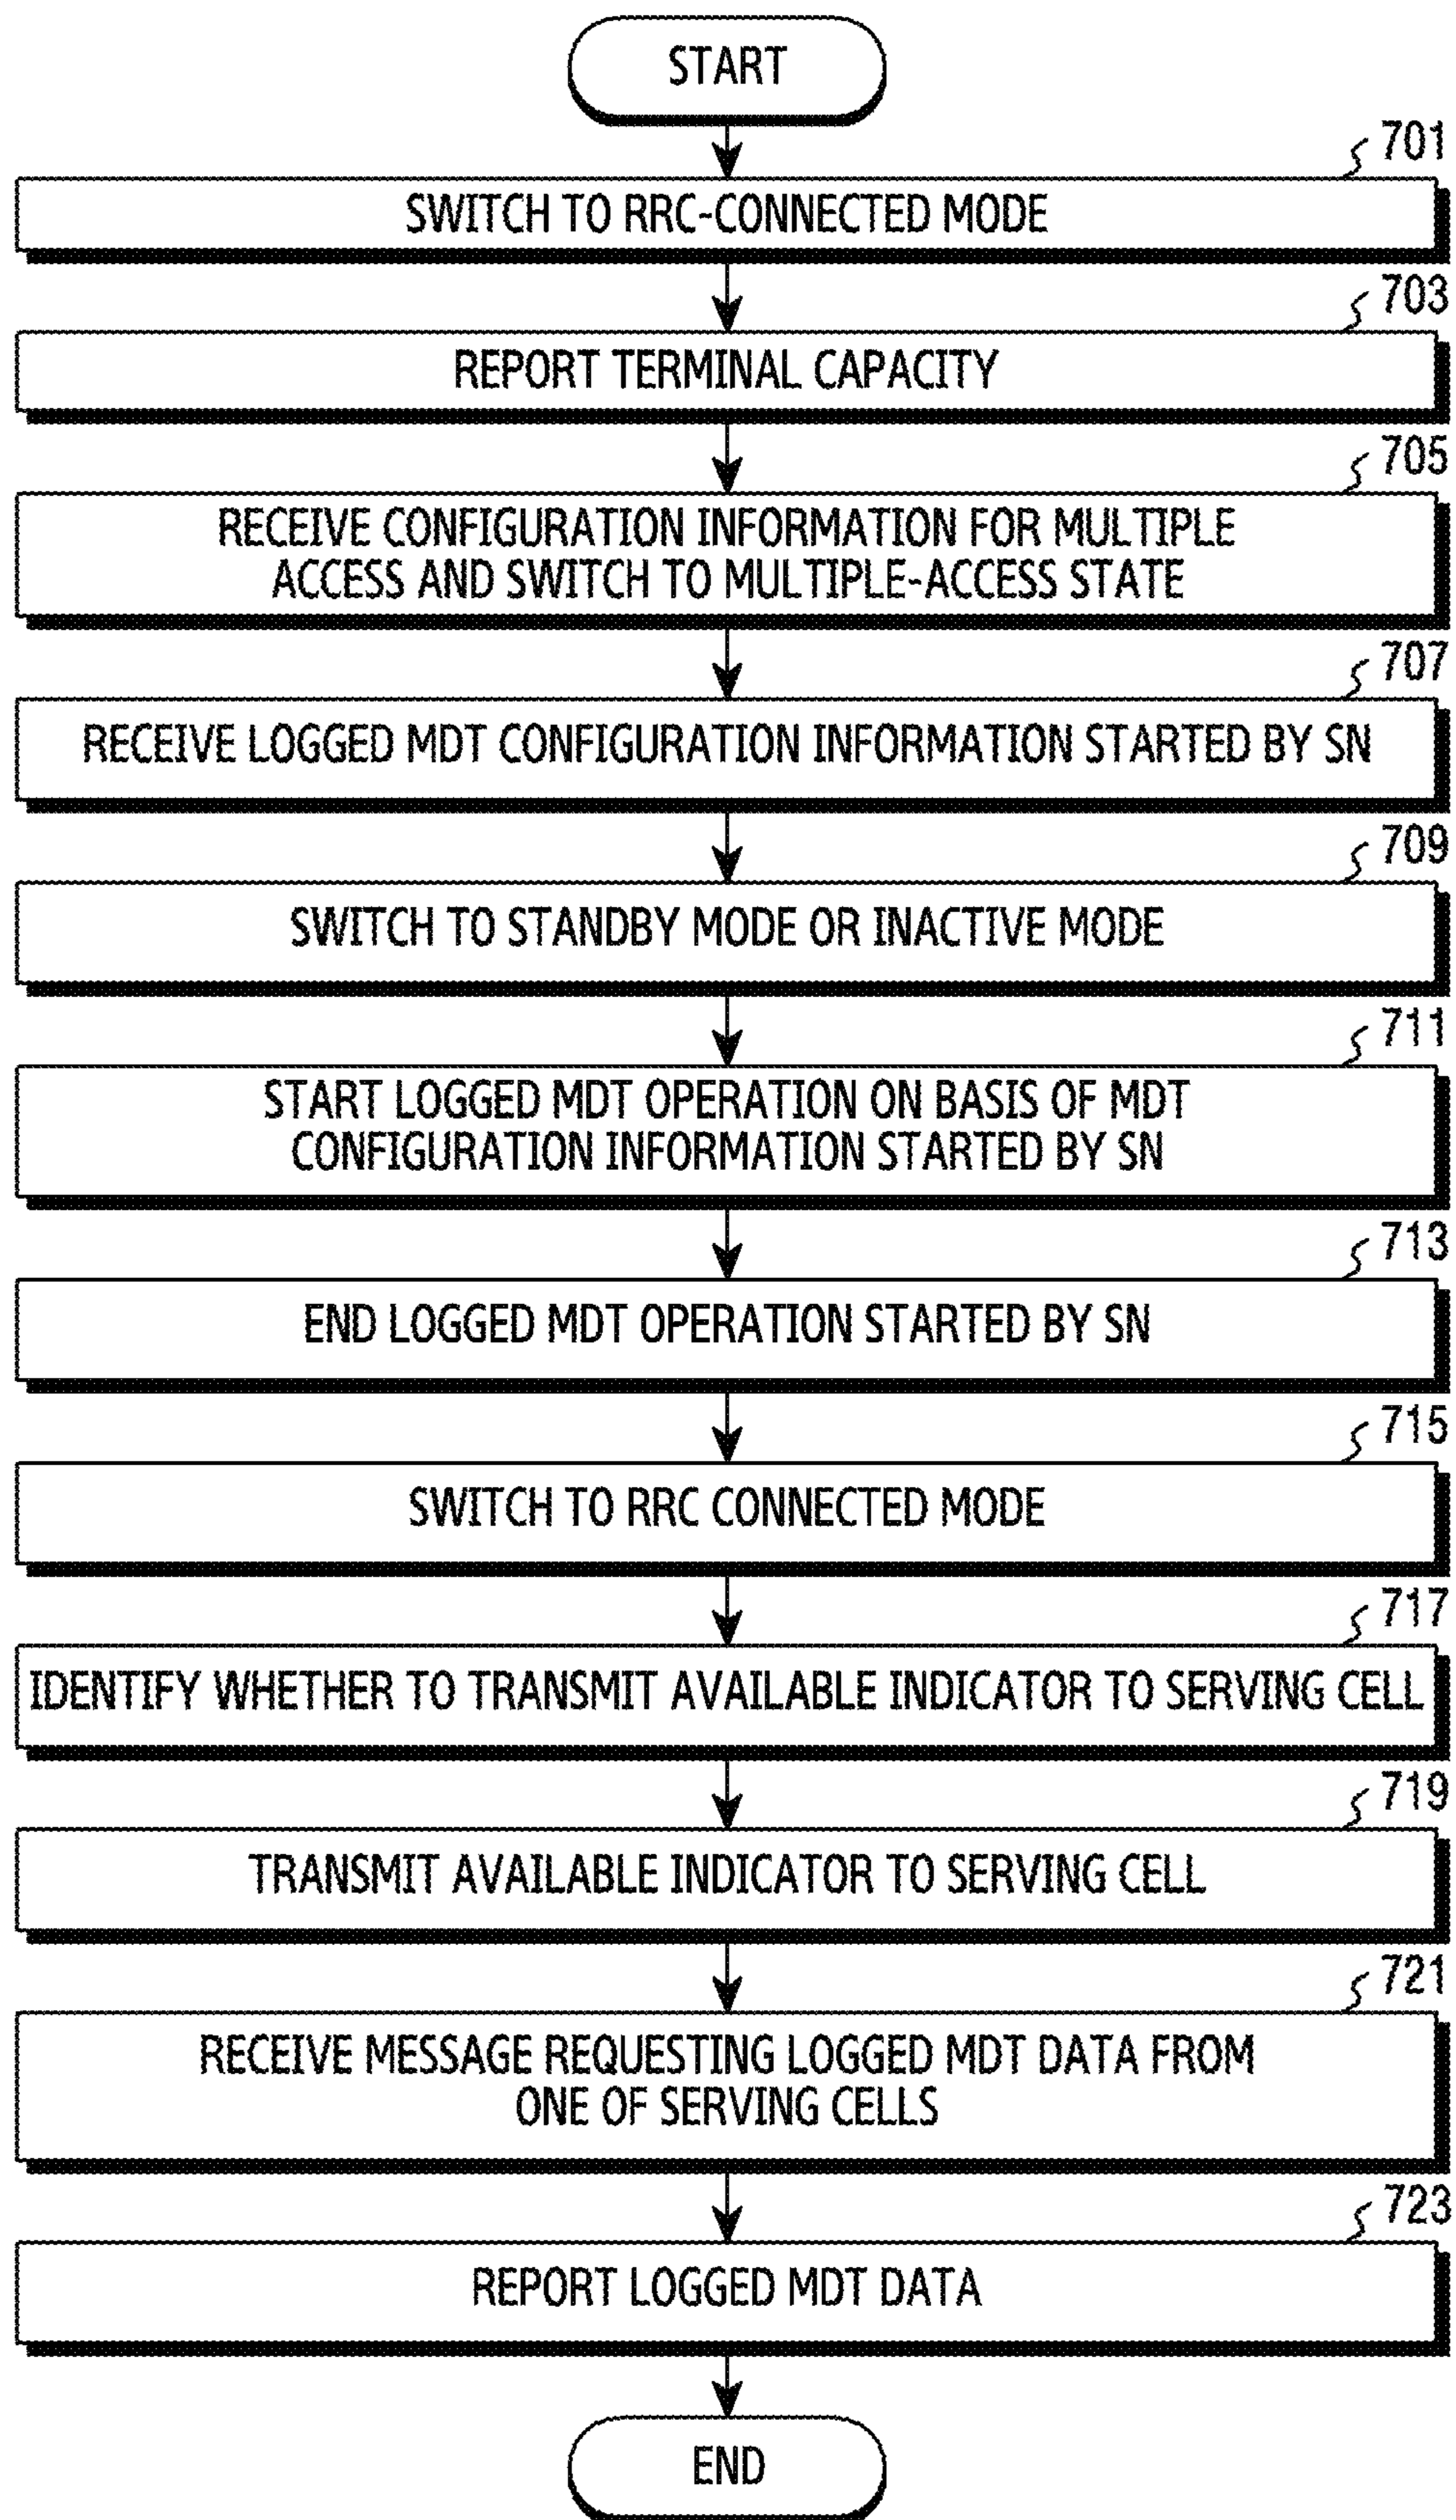 START
701
SWITCH TO RRC-CONNECTED MODE
703
REPORT TERMINAL CAPACITY
705
RECEIVE CONFIGURATION INFORMATION FOR MULTIPLE
ACCESS AND SWITCH TO MULTIPLE-ACCESS STATE
707
RECEIVE LOGGED MDT CONFIGURATION INFORMATION STARTED BY SN
709
SWITCH TO STANDBY MODE OR INACTIVE MODE
711
START LOGGED MDT OPERATION ON BASIS OF MDT
CONFIGURATION INFORMATION STARTED BY SN
713
END LOGGED MDT OPERATION STARTED BY SN
715
SWITCH TO RRC CONNECTED MODE
717
IDENTIFY WHETHER TO TRANSMIT AVAILABLE INDICATOR TO SERVING CELL
719
TRANSMIT AVAILABLE INDICATOR TO SERVING CELL
721
RECEIVE MESSAGE REQUESTING LOGGED MDT DATA FROM
ONE OF SERVING CELLS
723
REPORT LOGGED MDT DATA
END